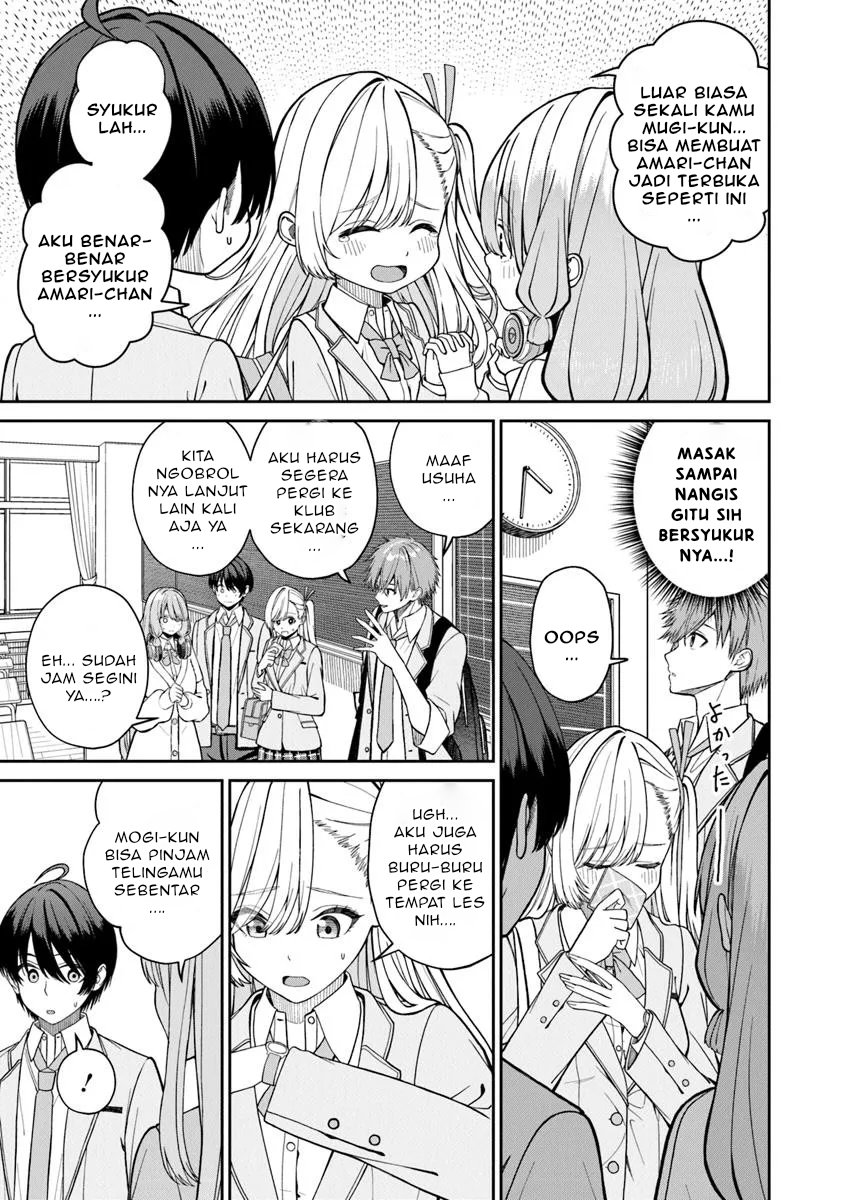 LUAR BIASA
SEKALI KAMU
MUGI-KUN...
BISA MEMBUAT
AMARI-CHAN
JADI TERBUKA
SEPERTI INI
...
SYUKUR
LAH...
AKU BENAR-
BENAR
BERSYUKUR
AMARI-CHAN
...
MASAK
SAMPAI
NANGIS
GITU SIH
BERSYUKUR
NYA...!
OOPS
...
よかったー
MAAF
USUHA
...
AKU HARUS
SEGERA
PERGI KE
KLUB
SEKARANG
...
KITA
NGOBROL
NYA LANJUT
LAIN KALI
AJA YA
...
EH... SUDAH
JAM SEGINI
YA....?
UGH...
AKU JUGA
HARUS
BURU-BURU
PERGI KE
TEMPAT LES
NIH....
MOGI-KUN
BISA PINJAM
TELINGAMU
SEBENTAR
....
!